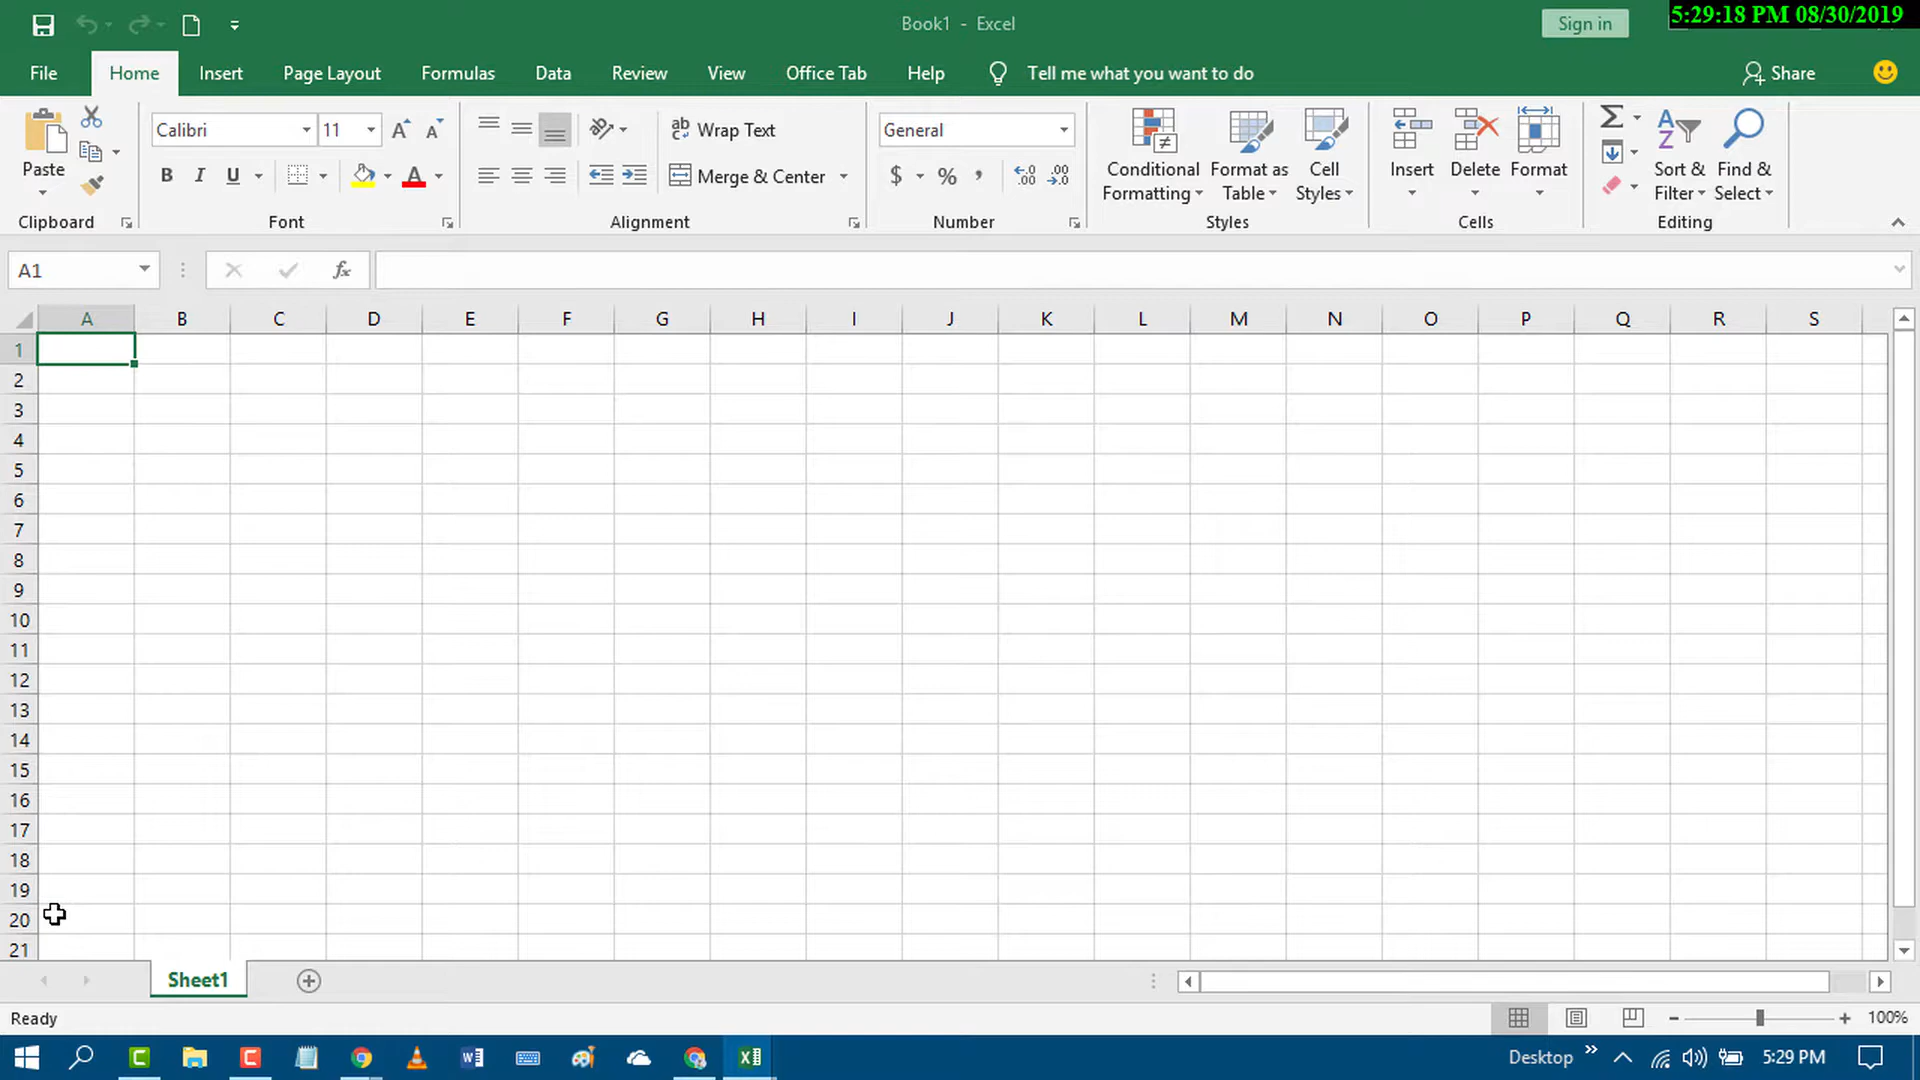 Book1 - Excel
Sign in
5:29:18 PM 08/30/2019
File
Home
Insert
Page Layout
Formulas
Data
Review
View
Office Tab
Help
Tell me what you want to do
Share
Paste
Clipboard
Calibri
11
B I U
Font
ab
Wrap Text
Merge & Center
Alignment
General
$ % ,
Number
Conditional Formatting
Format as Table
Cell Styles
Styles
Insert
Delete
Format
Cells
Sort & Filter
Find & Select
Editing
A1
fx
A B C D E F G H I J K L M N O P Q R S
1
2
3
4
5
6
7
8
9
10
11
12
13
14
15
16
17
18
19
20
21
Sheet1
Ready
100%
Desktop
5:29 PM